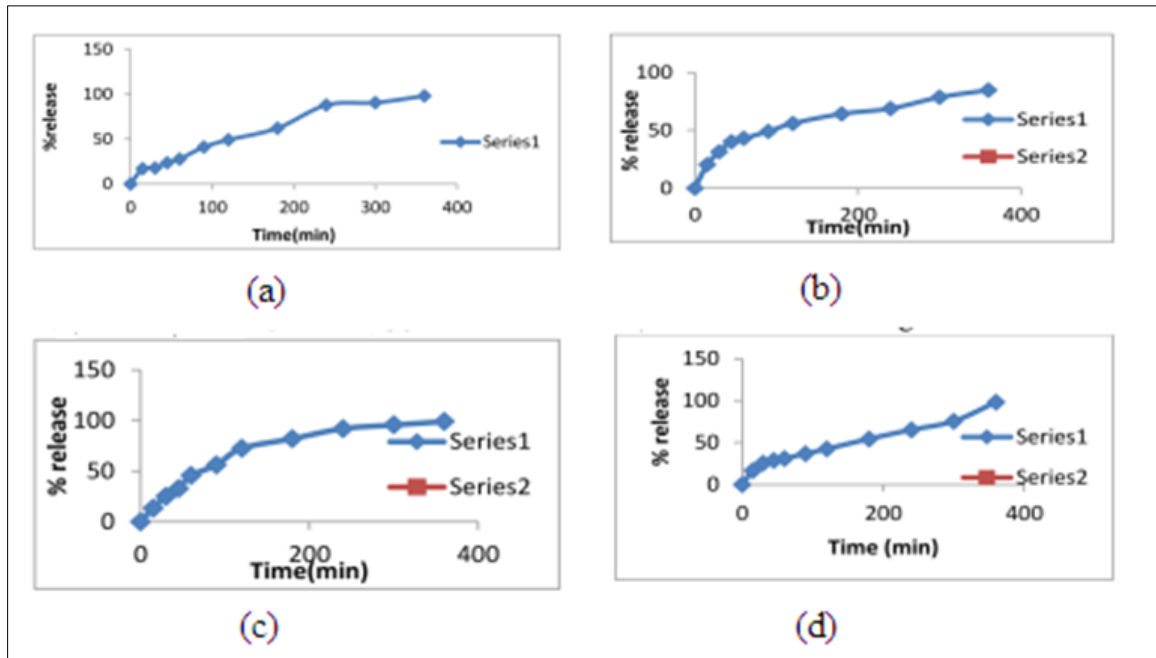 150
100
50
0
%release
0 100 200 300 400
Time(min)
Series1
(a)
100
50
0
% release
0 200 400
Time(min)
Series1
Series2
(b)
150
100
50
0
% release
0 200 400
Time(min)
Series1
Series2
(c)
150
100
50
0
% release
0 200 400
Time (min)
Series1
Series2
(d)